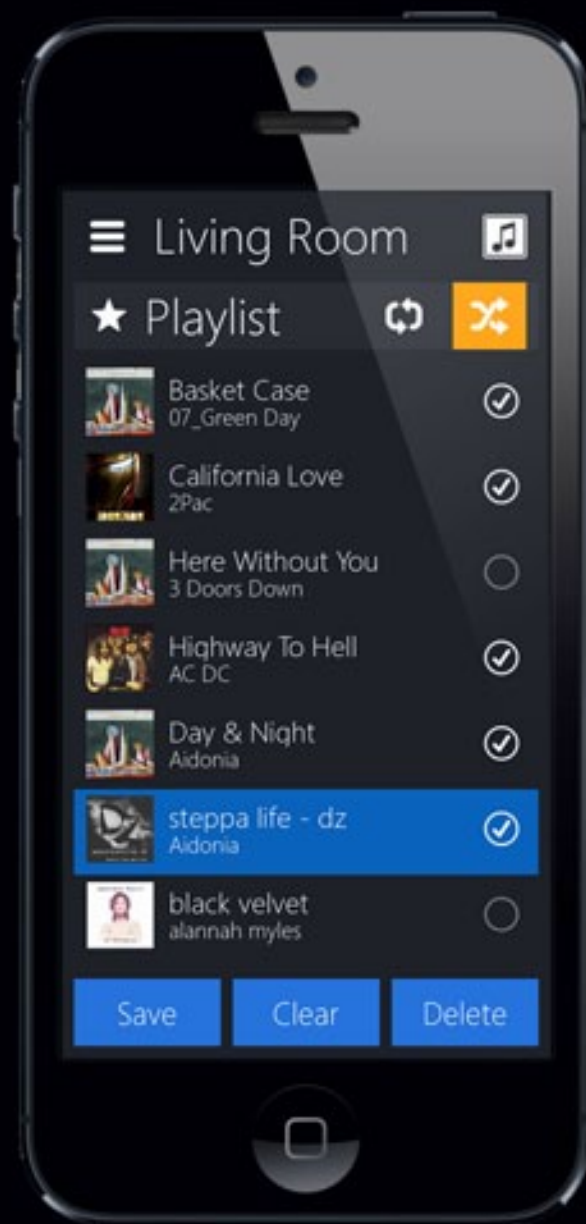 Living Room
Playlist
Basket Case
07_Green Day
California Love
2Pac
Here Without You
3 Doors Down
Highway To Hell
AC DC
Day & Night
Aidonia
steppa life - dz
Aidonia
black velvet
alannah myles
Save Clear Delete